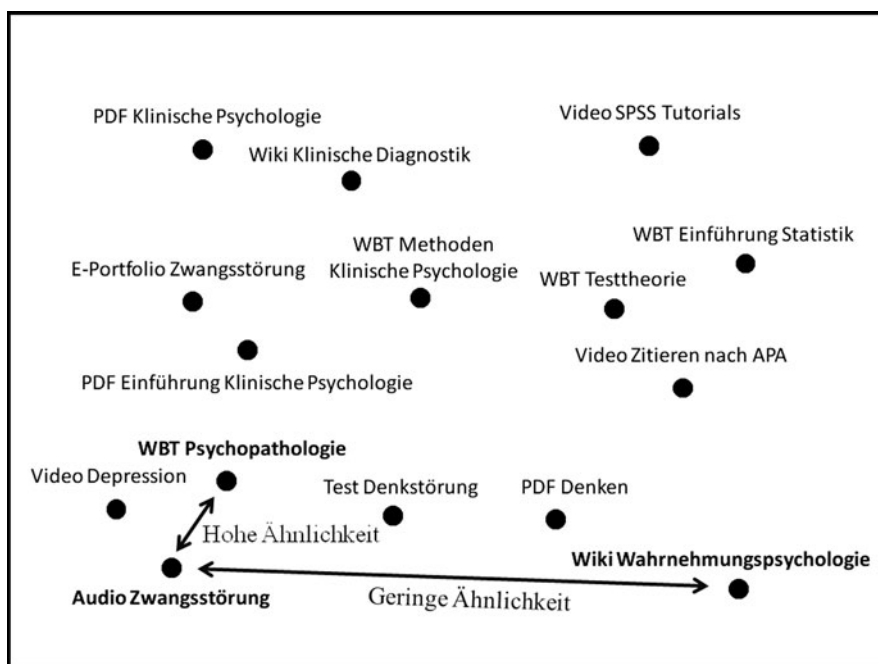 PDF Klinische Psychologie
Video SPSS Tutorials
Wiki Klinische Diagnostik
WBT Einführung Statistik
WBT Methoden
Klinische Psychologie
E-Portfolio Zwangsstörung
WBT Testtheorie
Video Zitieren nach APA
PDF Einführung Klinische Psychologie
WBT Psychopathologie
Video Depression
Test Denkstörung
PDF Denken
Hohe Ähnlichkeit
Wiki Wahrnehmungspsychologie
Audio Zwangsstörung
Geringe Ähnlichkeit